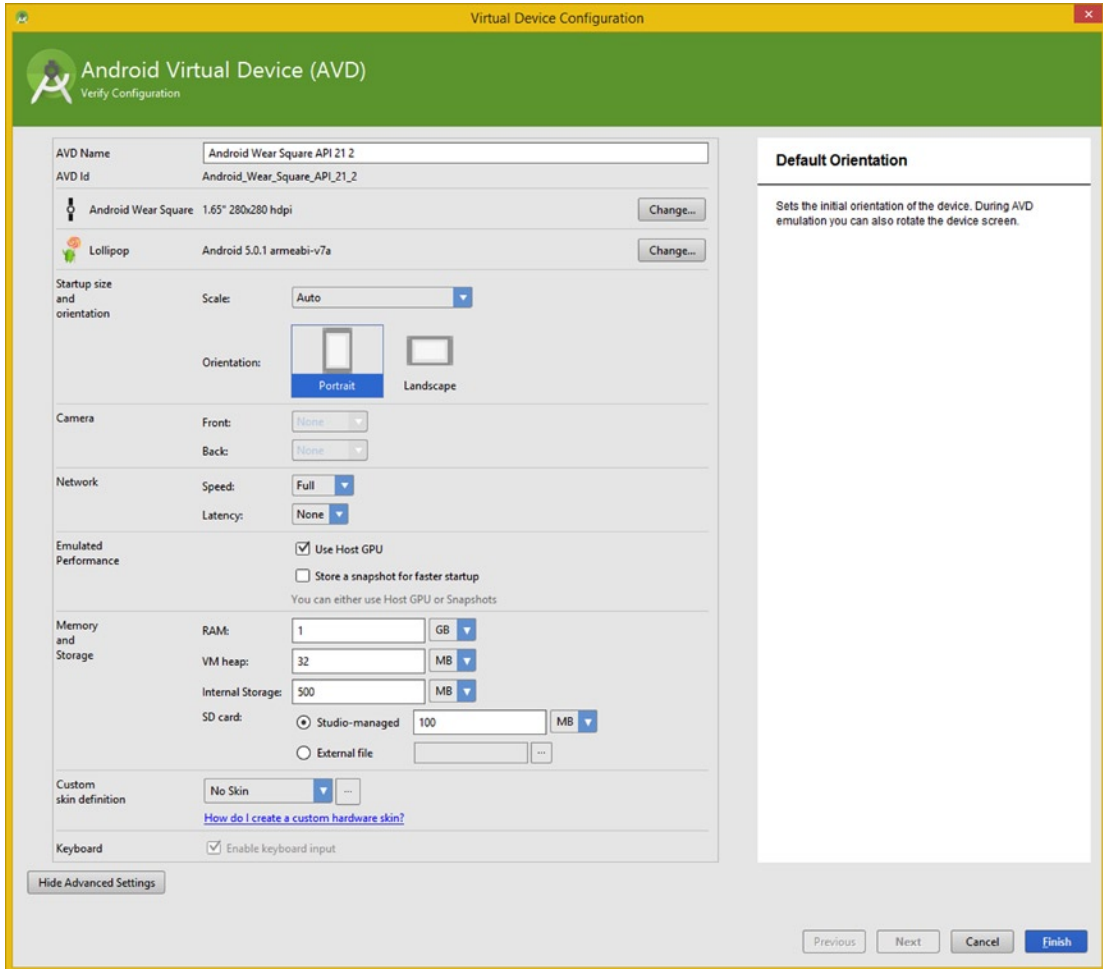 Virtual Device Configuration
Android Virtual Device (AVD)
Verify Configuration
AVD Name Android Wear Square API 21 2
AVD Id Android_Wear_Square_API_21_2
Android Wear Square 1.65" 280x280 hdpi Change...
Lollipop Android 5.0.1 armeabi-v7a Change...
Startup size
and
orientation
Scale: Auto
Orientation:
Portrait Landscape
Camera Front: None
Back: None
Network Speed: Full
Latency: None
Emulated
Performance
Use Host GPU
Store a snapshot for faster startup
You can either use Host GPU or Snapshots
Memory
and
Storage
RAM: 1 GB
VM heap: 32 MB
Internal Storage: 500 MB
SD card: Studio-managed 100 MB
External file ...
Custom
skin definition
No Skin ...
How do I create a custom hardware skin?
Keyboard Enable keyboard input
Hide Advanced Settings
Default Orientation
Sets the initial orientation of the device. During AVD
emulation you can also rotate the device screen.
Previous Next Cancel Finish